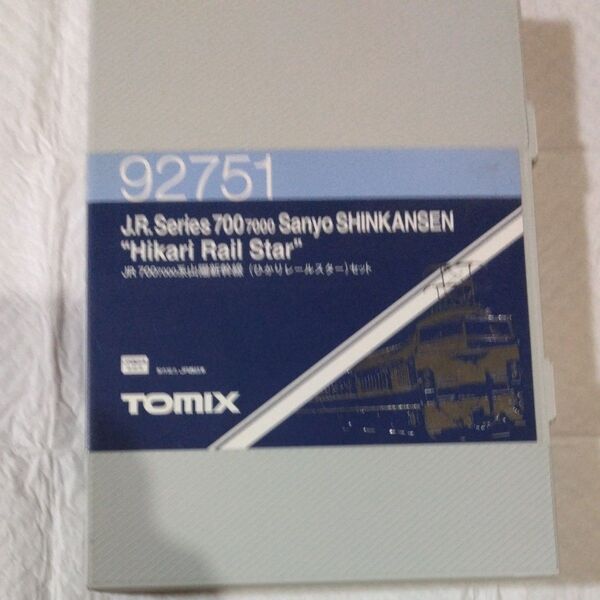 92751
J.R. Series 700 7000 Sanyo SHINKANSEN
"Hikari Rail Star"
JR 700 7000系山陽新幹線 (ひかりレールスター)セット
TOMIX